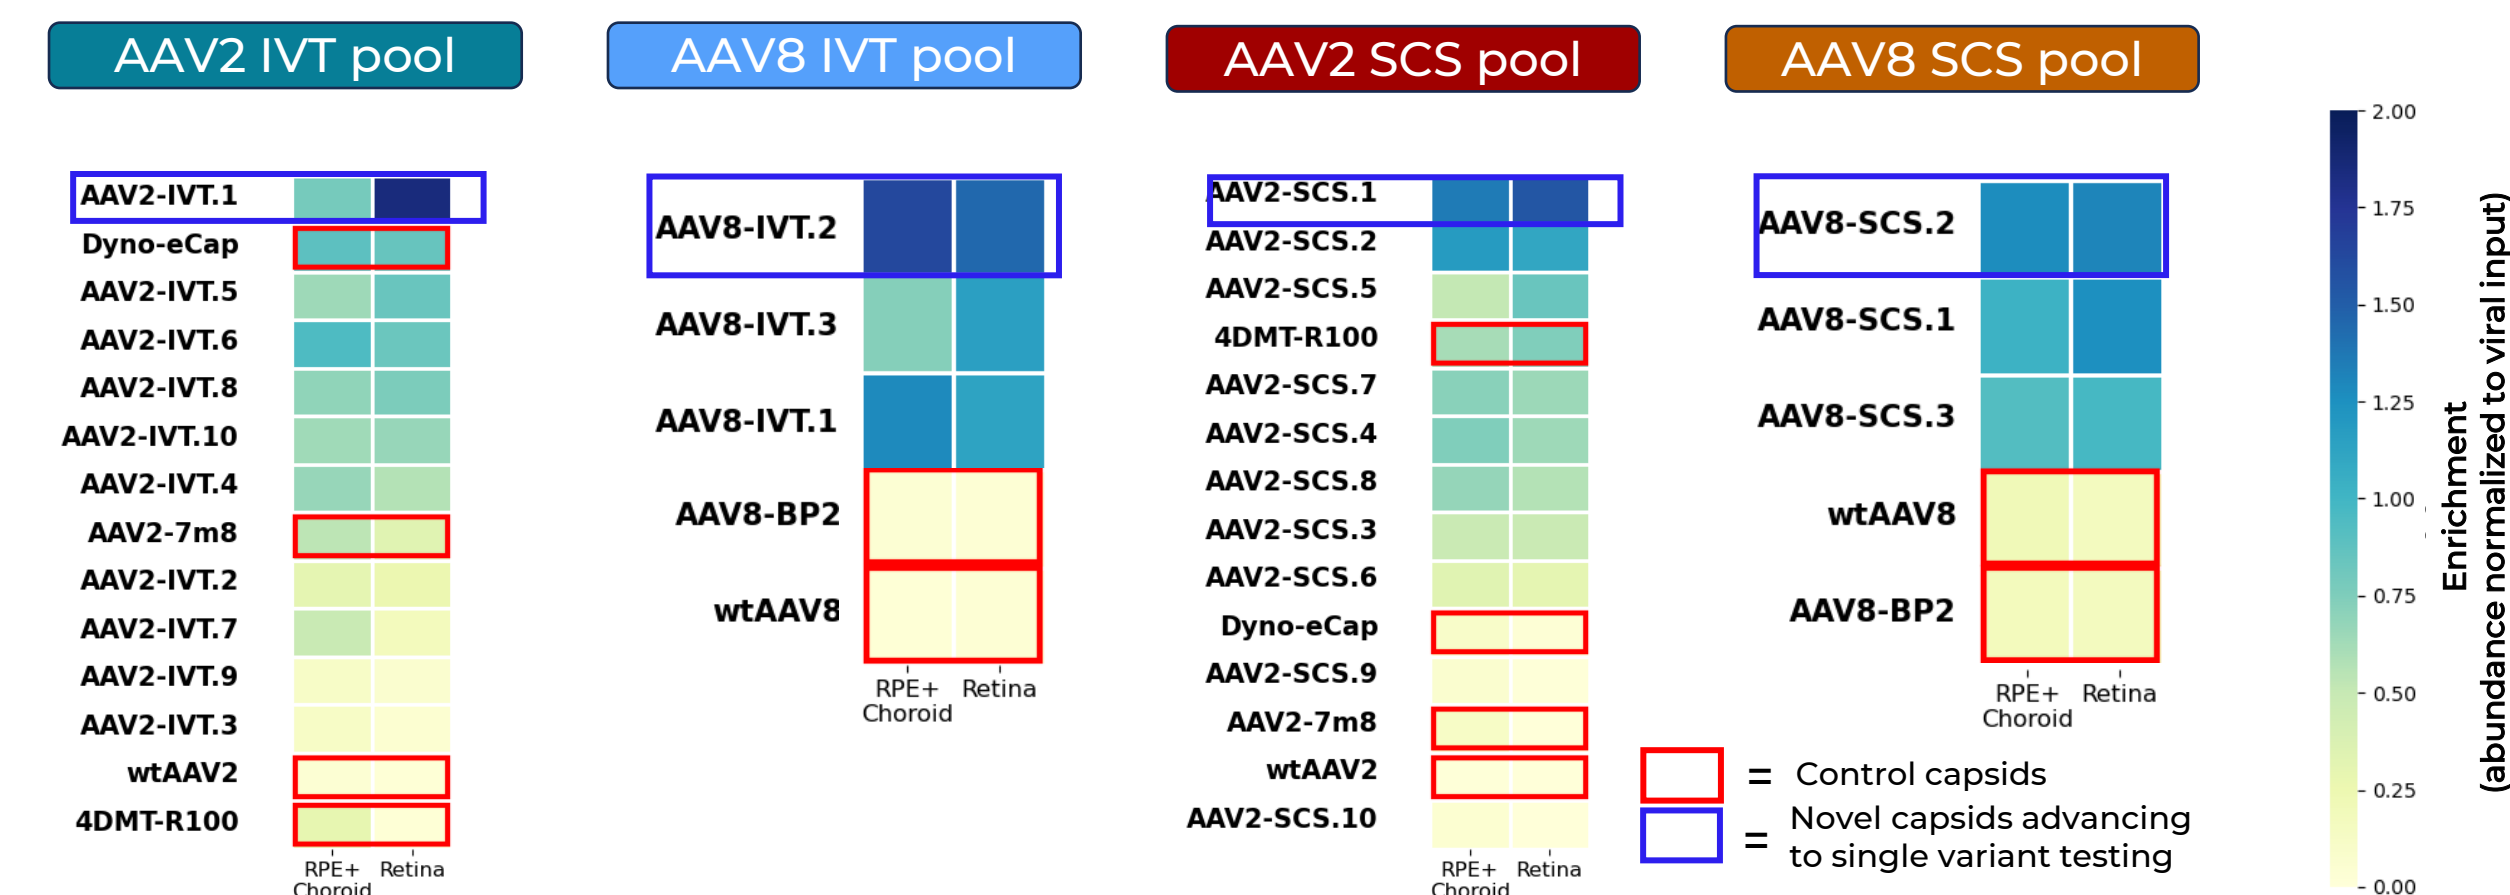 AAV2 IVT pool
AAV2-IVT.1
Dyno-eCap
AAV2-IVT.5
AAV2-IVT.6
AAV2-IVT.8
AAV2-IVT.10
AAV2-IVT.4
AAV2-7m8
AAV2-IVT.2
AAV2-IVT.7
AAV2-IVT.9
AAV2-IVT.3
wtAAV2
4DMT-R100
RPE+
Choroid
Retina
AAV8 IVT pool
AAV8-IVT.2
AAV8-IVT.3
AAV8-IVT.1
AAV8-BP2
wtAAV8
RPE+
Choroid
Retina
AAV2 SCS pool
AAV2-SCS.1
AAV2-SCS.2
AAV2-SCS.5
4DMT-R100
AAV2-SCS.7
AAV2-SCS.4
AAV2-SCS.8
AAV2-SCS.3
AAV2-SCS.6
Dyno-eCap
AAV2-SCS.9
AAV2-7m8
wtAAV2
AAV2-SCS.10
RPE+
Choroid
Retina
AAV8 SCS pool
AAV8-SCS.2
AAV8-SCS.1
AAV8-SCS.3
wtAAV8
AAV8-BP2
RPE+
Choroid
Retina
= Control capsids
= Novel capsids advancing
to single variant testing
2.00
1.75
1.50
1.25
1.00
0.75
0.50
0.25
0.00
Enrichment
(abundance normalized to viral input)